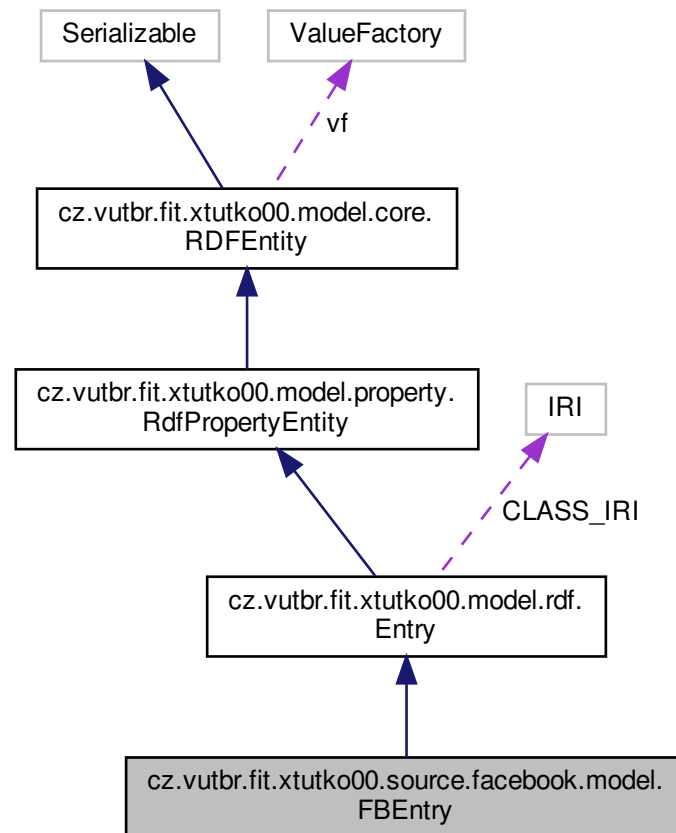 Serializable
ValueFactory
vf
cz.vutbr.fit.xtutko00.model.core.
RDFEntity
cz.vutbr.fit.xtutko00.model.property.
RdfPropertyEntity
IRI
CLASS_IRI
cz.vutbr.fit.xtutko00.model.rdf.
Entry
cz.vutbr.fit.xtutko00.source.facebook.model.
FBEntry